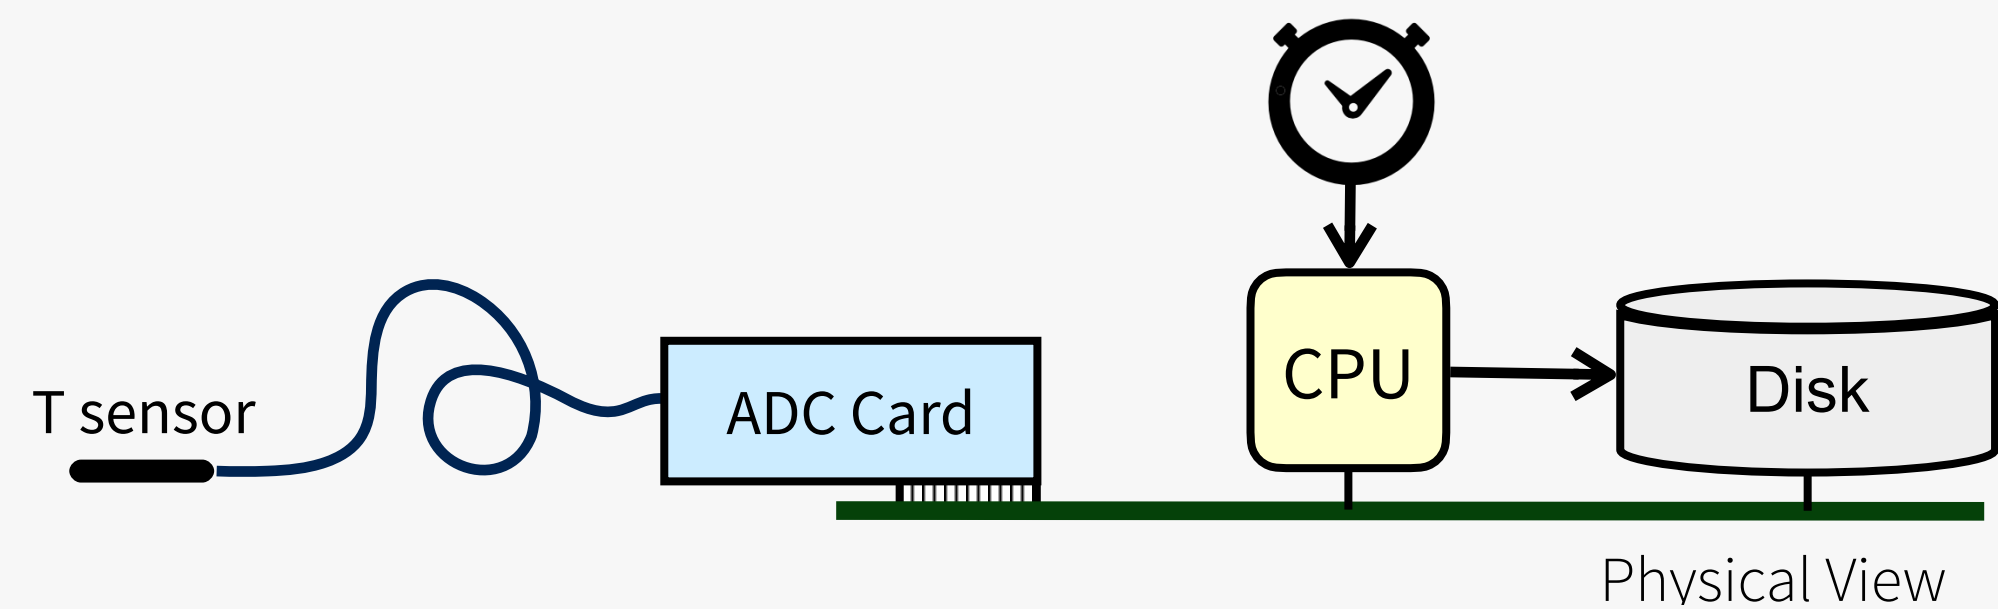 T sensor
ADC Card
CPU
Disk
Physical View